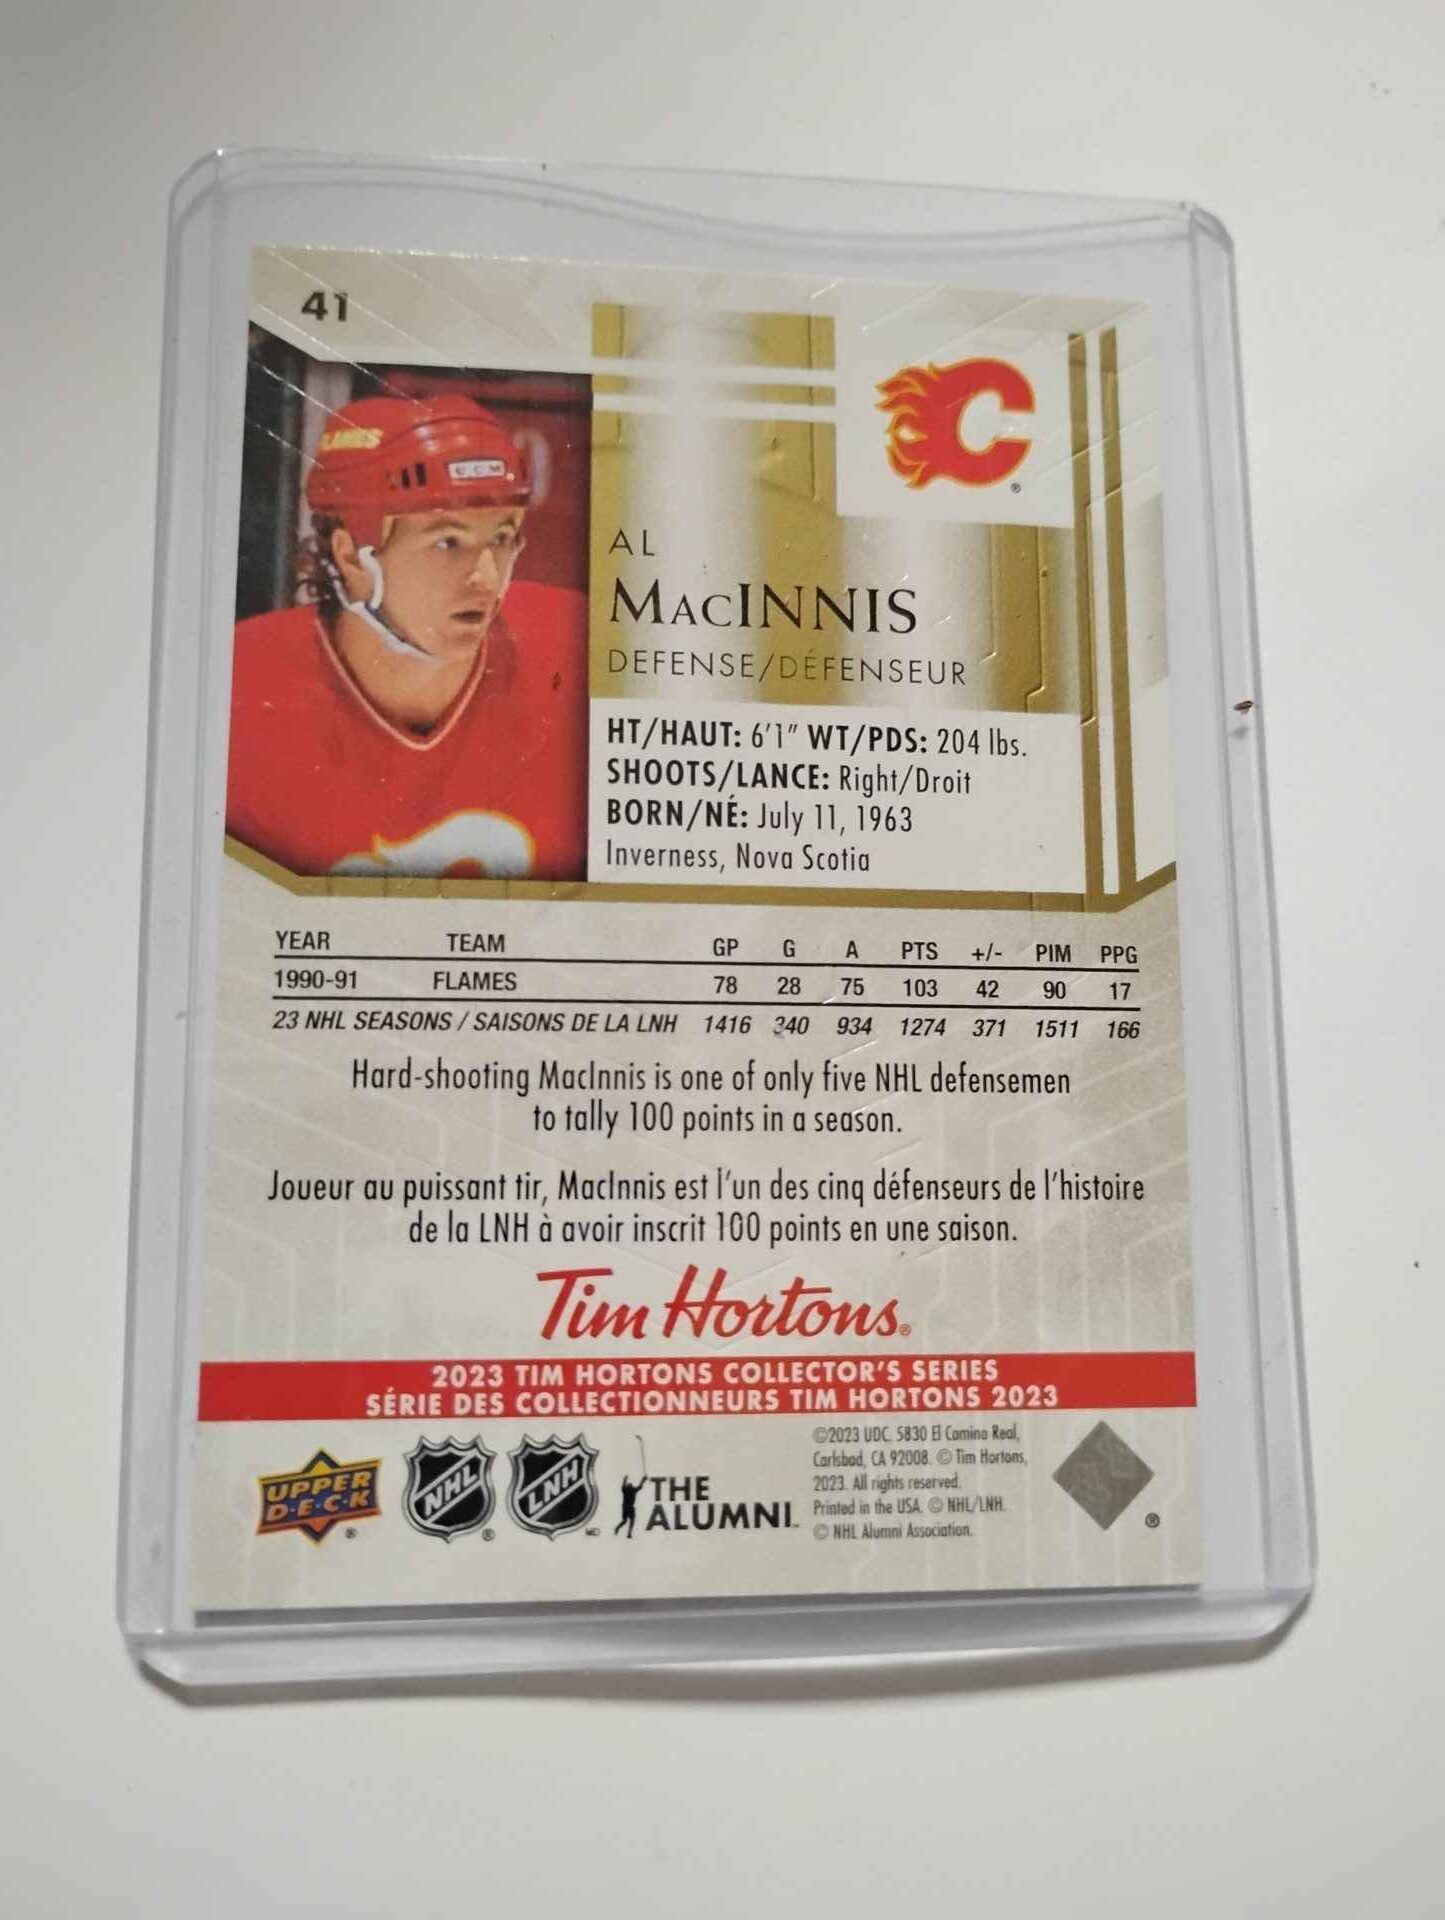 41
FLAMES
CCM
AL
MACINNIS
DEFENSE/DÉFENSEUR
HT/HAUT: 6'1" WT/PDS: 204 lbs.
SHOOTS/LANCE: Right/Droit
BORN/NÉ: July 11, 1963
Inverness, Nova Scotia
YEAR TEAM GP G A PTS +/- PIM PPG
1990-91 FLAMES 78 28 75 103 42 90 17
23 NHL SEASONS / SAISONS DE LA LNH 1416 340 934 1274 371 1511 166
Hard-shooting MacInnis is one of only five NHL defensemen
to tally 100 points in a season.
Joueur au puissant tir, MacInnis est l'un des cinq défenseurs de l'histoire
de la LNH à avoir inscrit 100 points en une saison.
Tim Hortons®
2023 TIM HORTONS COLLECTOR'S SERIES
SÉRIE DES COLLECTIONNEURS TIM HORTONS 2023
UPPER
D·E·C·K ®
NHL ®
LNH MD
THE
ALUMNI™
©2023 UDC. 5830 El Camino Real,
Carlsbad, CA 92008. © Tim Hortons,
2023. All rights reserved.
Printed in the USA. © NHL/LNH.
© NHL Alumni Association.
®